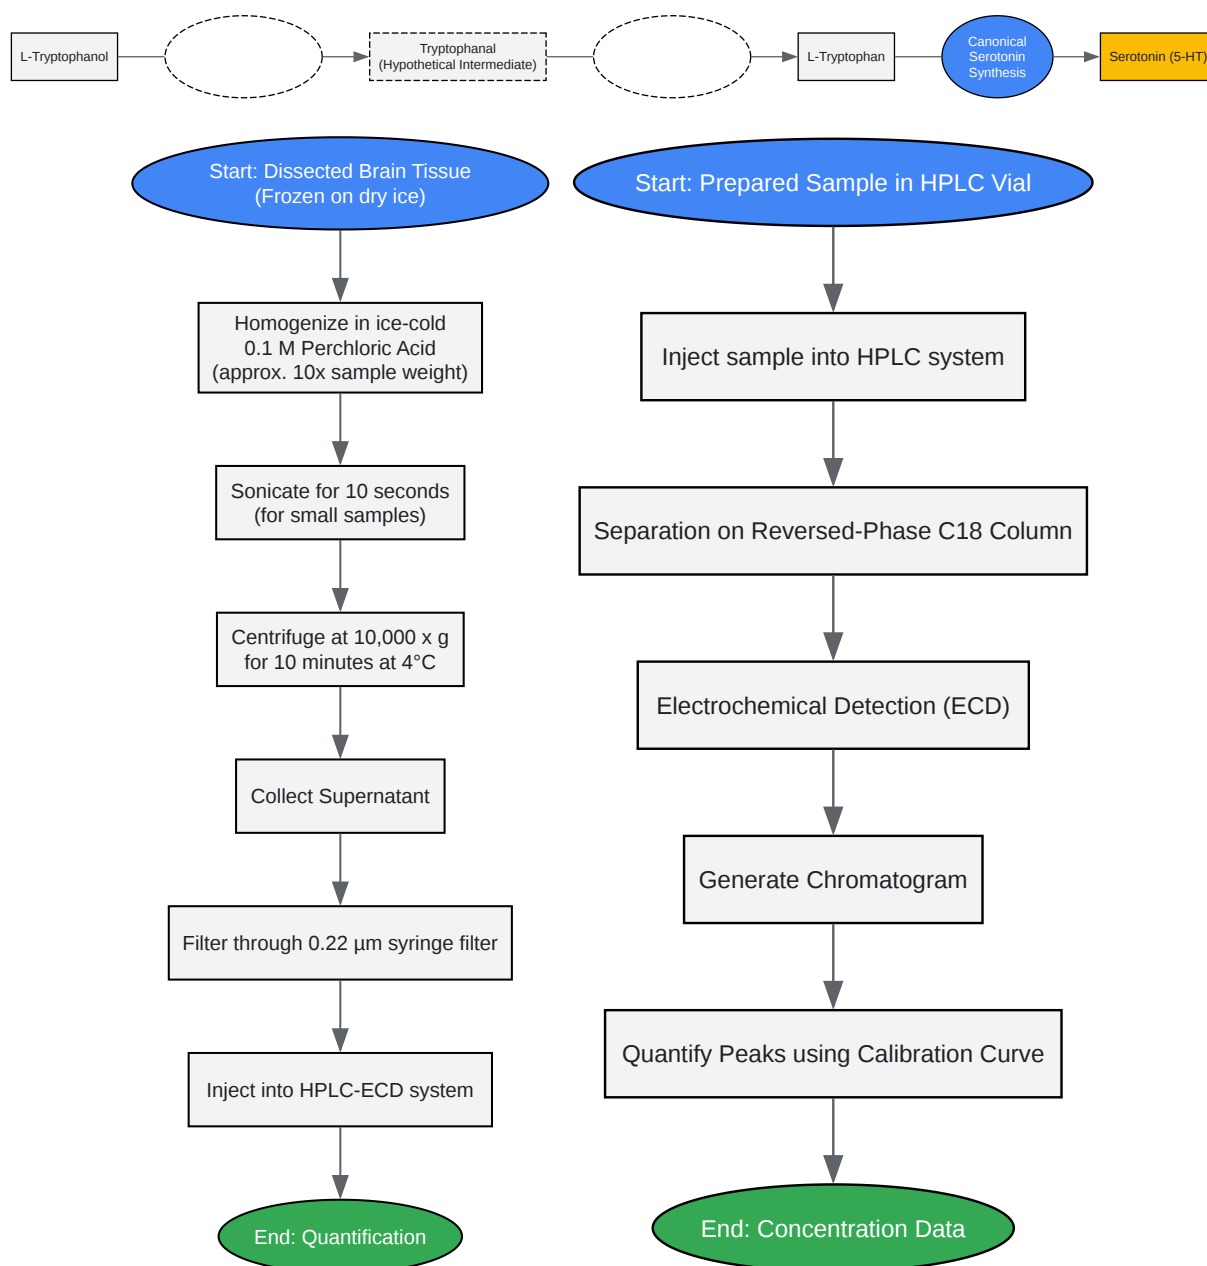 L-Tryptophanol
Tryptophanal
(Hypothetical Intermediate)
L-Tryptophan
Canonical
Serotonin
Synthesis
Serotonin (5-HT)
Start: Dissected Brain Tissue
(Frozen on dry ice)
Homogenize in ice-cold
0.1 M Perchloric Acid
(approx. 10x sample weight)
Sonicate for 10 seconds
(for small samples)
Centrifuge at 10,000 x g
for 10 minutes at 4°C
Collect Supernatant
Filter through 0.22 µm syringe filter
Inject into HPLC-ECD system
End: Quantification
Start: Prepared Sample in HPLC Vial
Inject sample into HPLC system
Separation on Reversed-Phase C18 Column
Electrochemical Detection (ECD)
Generate Chromatogram
Quantify Peaks using Calibration Curve
End: Concentration Data